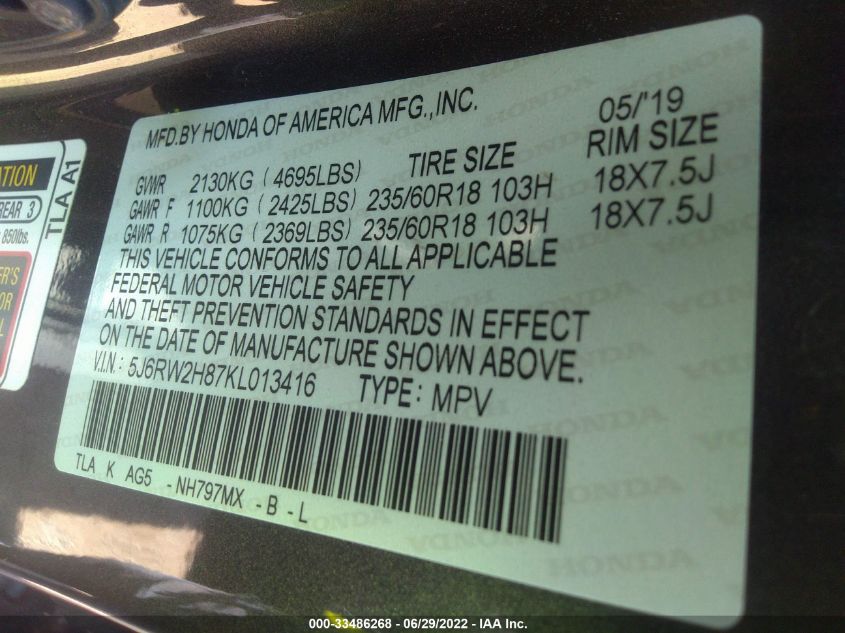 MFD.BY HONDA OF AMERICA MFG.,INC. 05/'19
GVWR 2130KG (4695LBS) TIRE SIZE RIM SIZE
GAWR F 1100KG (2425LBS) 235/60R18 103H 18X7.5J
GAWR R 1075KG (2369LBS) 235/60R18 103H 18X7.5J
THIS VEHICLE CONFORMS TO ALL APPLICABLE
FEDERAL MOTOR VEHICLE SAFETY
AND THEFT PREVENTION STANDARDS IN EFFECT
ON THE DATE OF MANUFACTURE SHOWN ABOVE.
V.I.N.: 5J6RW2H87KL013416 TYPE: MPV
TLA K AG5 - NH797MX - B - L
TLA A1
REAR 3
850lbs.
000-33486268 - 06/29/2022 - IAA Inc.